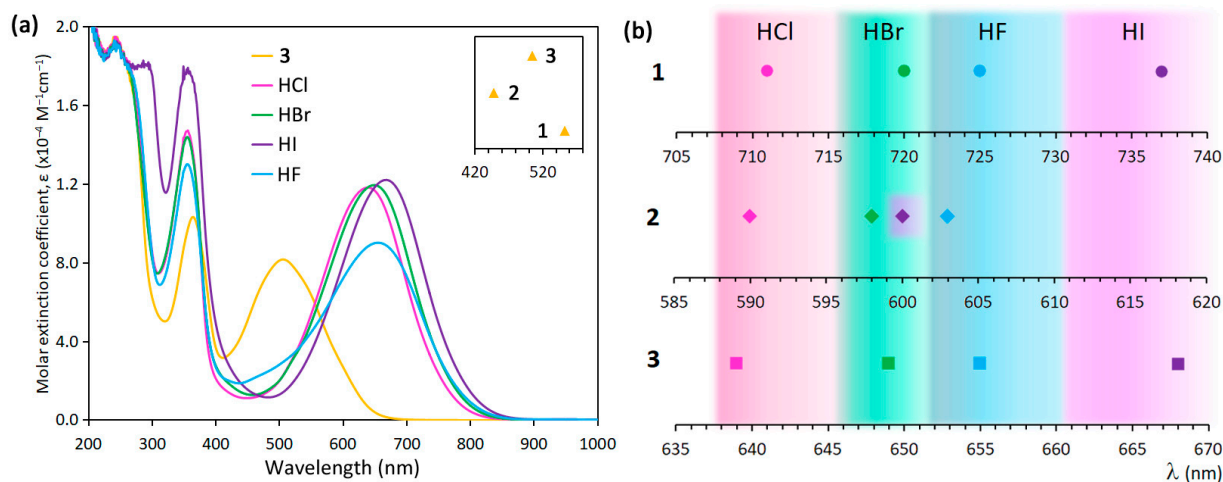 (a)
2.0
1.6
1.2
8.0
4.0
0.0
Molar extinction coefficient, ε (x10⁻⁴ M⁻¹cm⁻¹)
200 300 400 500 600 700 800 900 1000
Wavelength (nm)
3
HCl
HBr
HI
HF
3
2
1
420 520
(b)
HCl HBr HF HI
1
705 710 715 720 725 730 735 740
2
585 590 595 600 605 610 615 620
3
635 640 645 650 655 660 665 670
λ (nm)